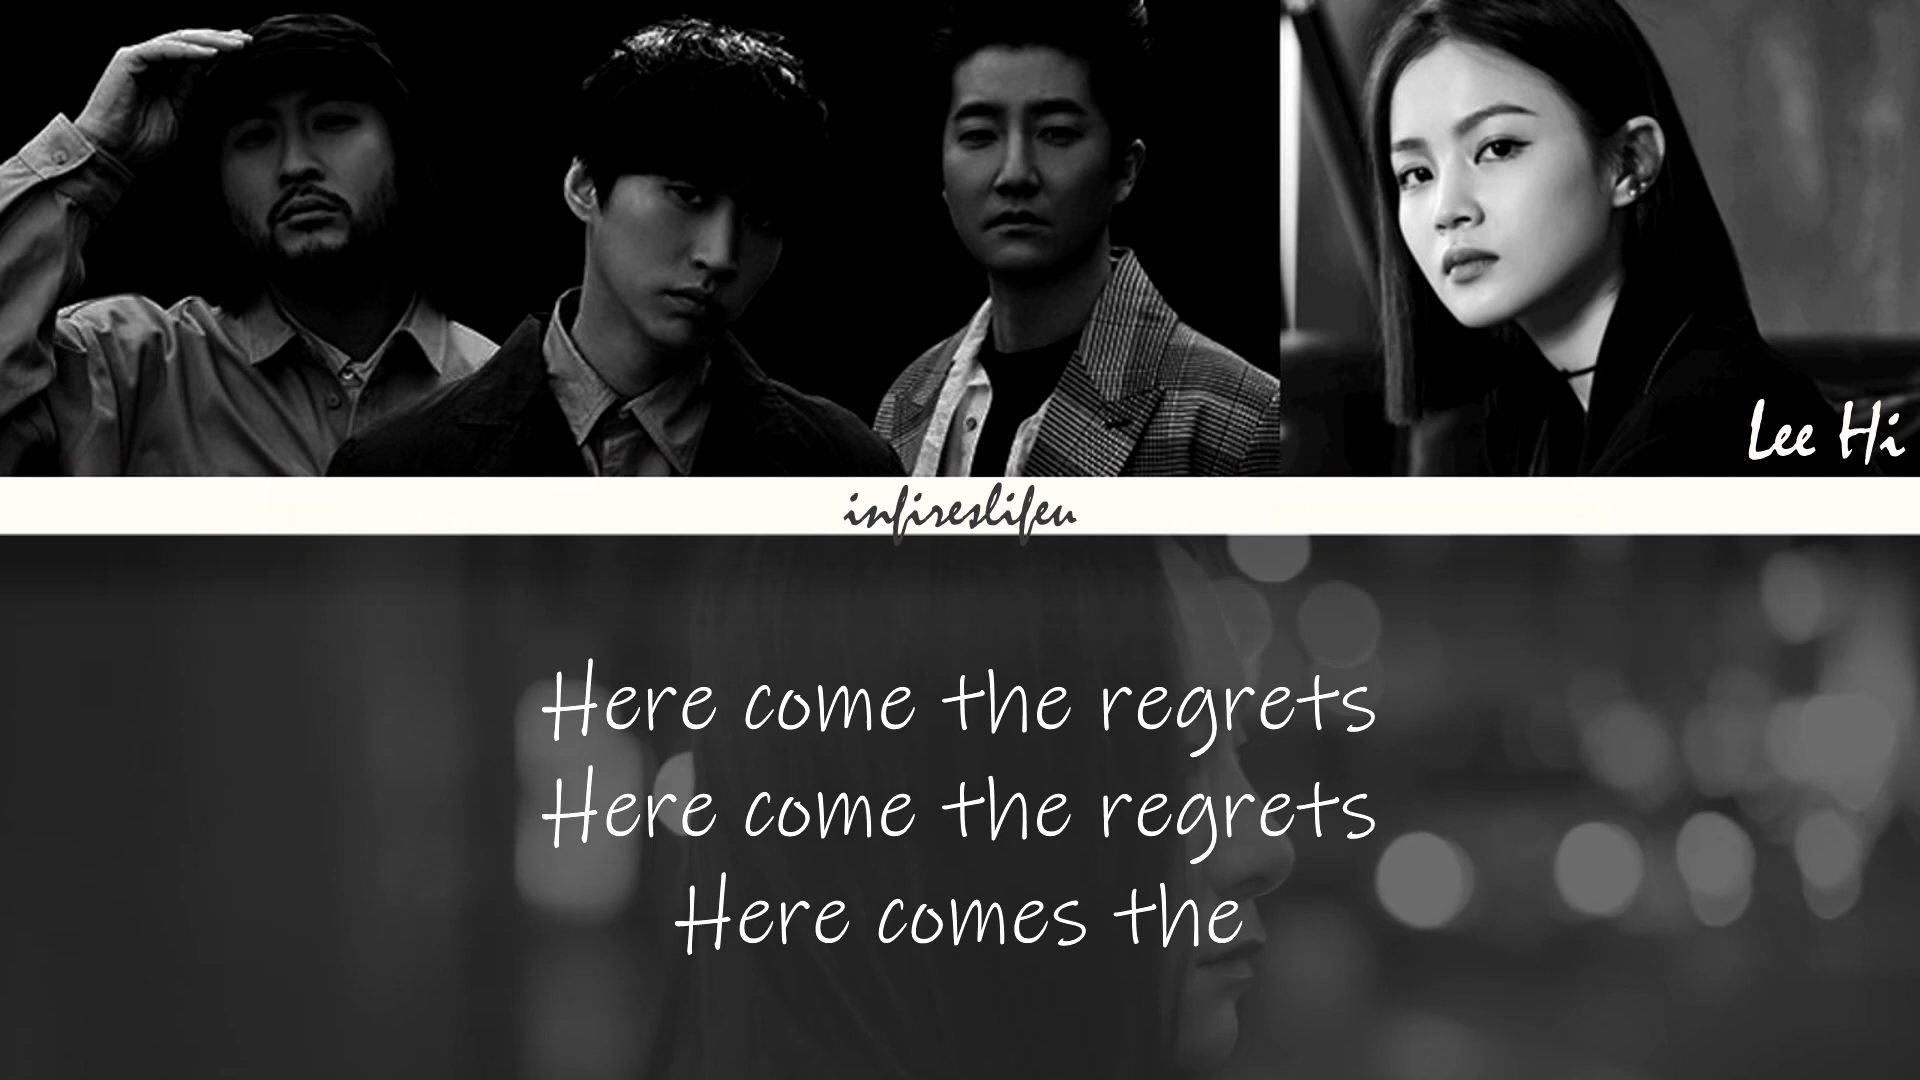 Lee Hi
infireslifeu
Here come the regrets
Here come the regrets
Here comes the